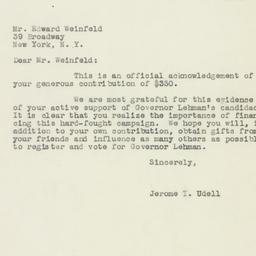 Mr. Edward Weinfeld
39 Broadway
New York, N. Y.
Dear Mr. Weinfeld:
This is an official acknowledgement of
your generous contribution of $350.
We are most grateful for this evidence
of your active support of Governor Lehman's candidac
It is clear that you realize the importance of finan
cing this hard-fought campaign. We hope you will, i
addition to your own contribution, obtain gifts from
your friends and influence as many others as possibl
to register and vote for Governor Lehman.
Sincerely,
Jerome T. Udell